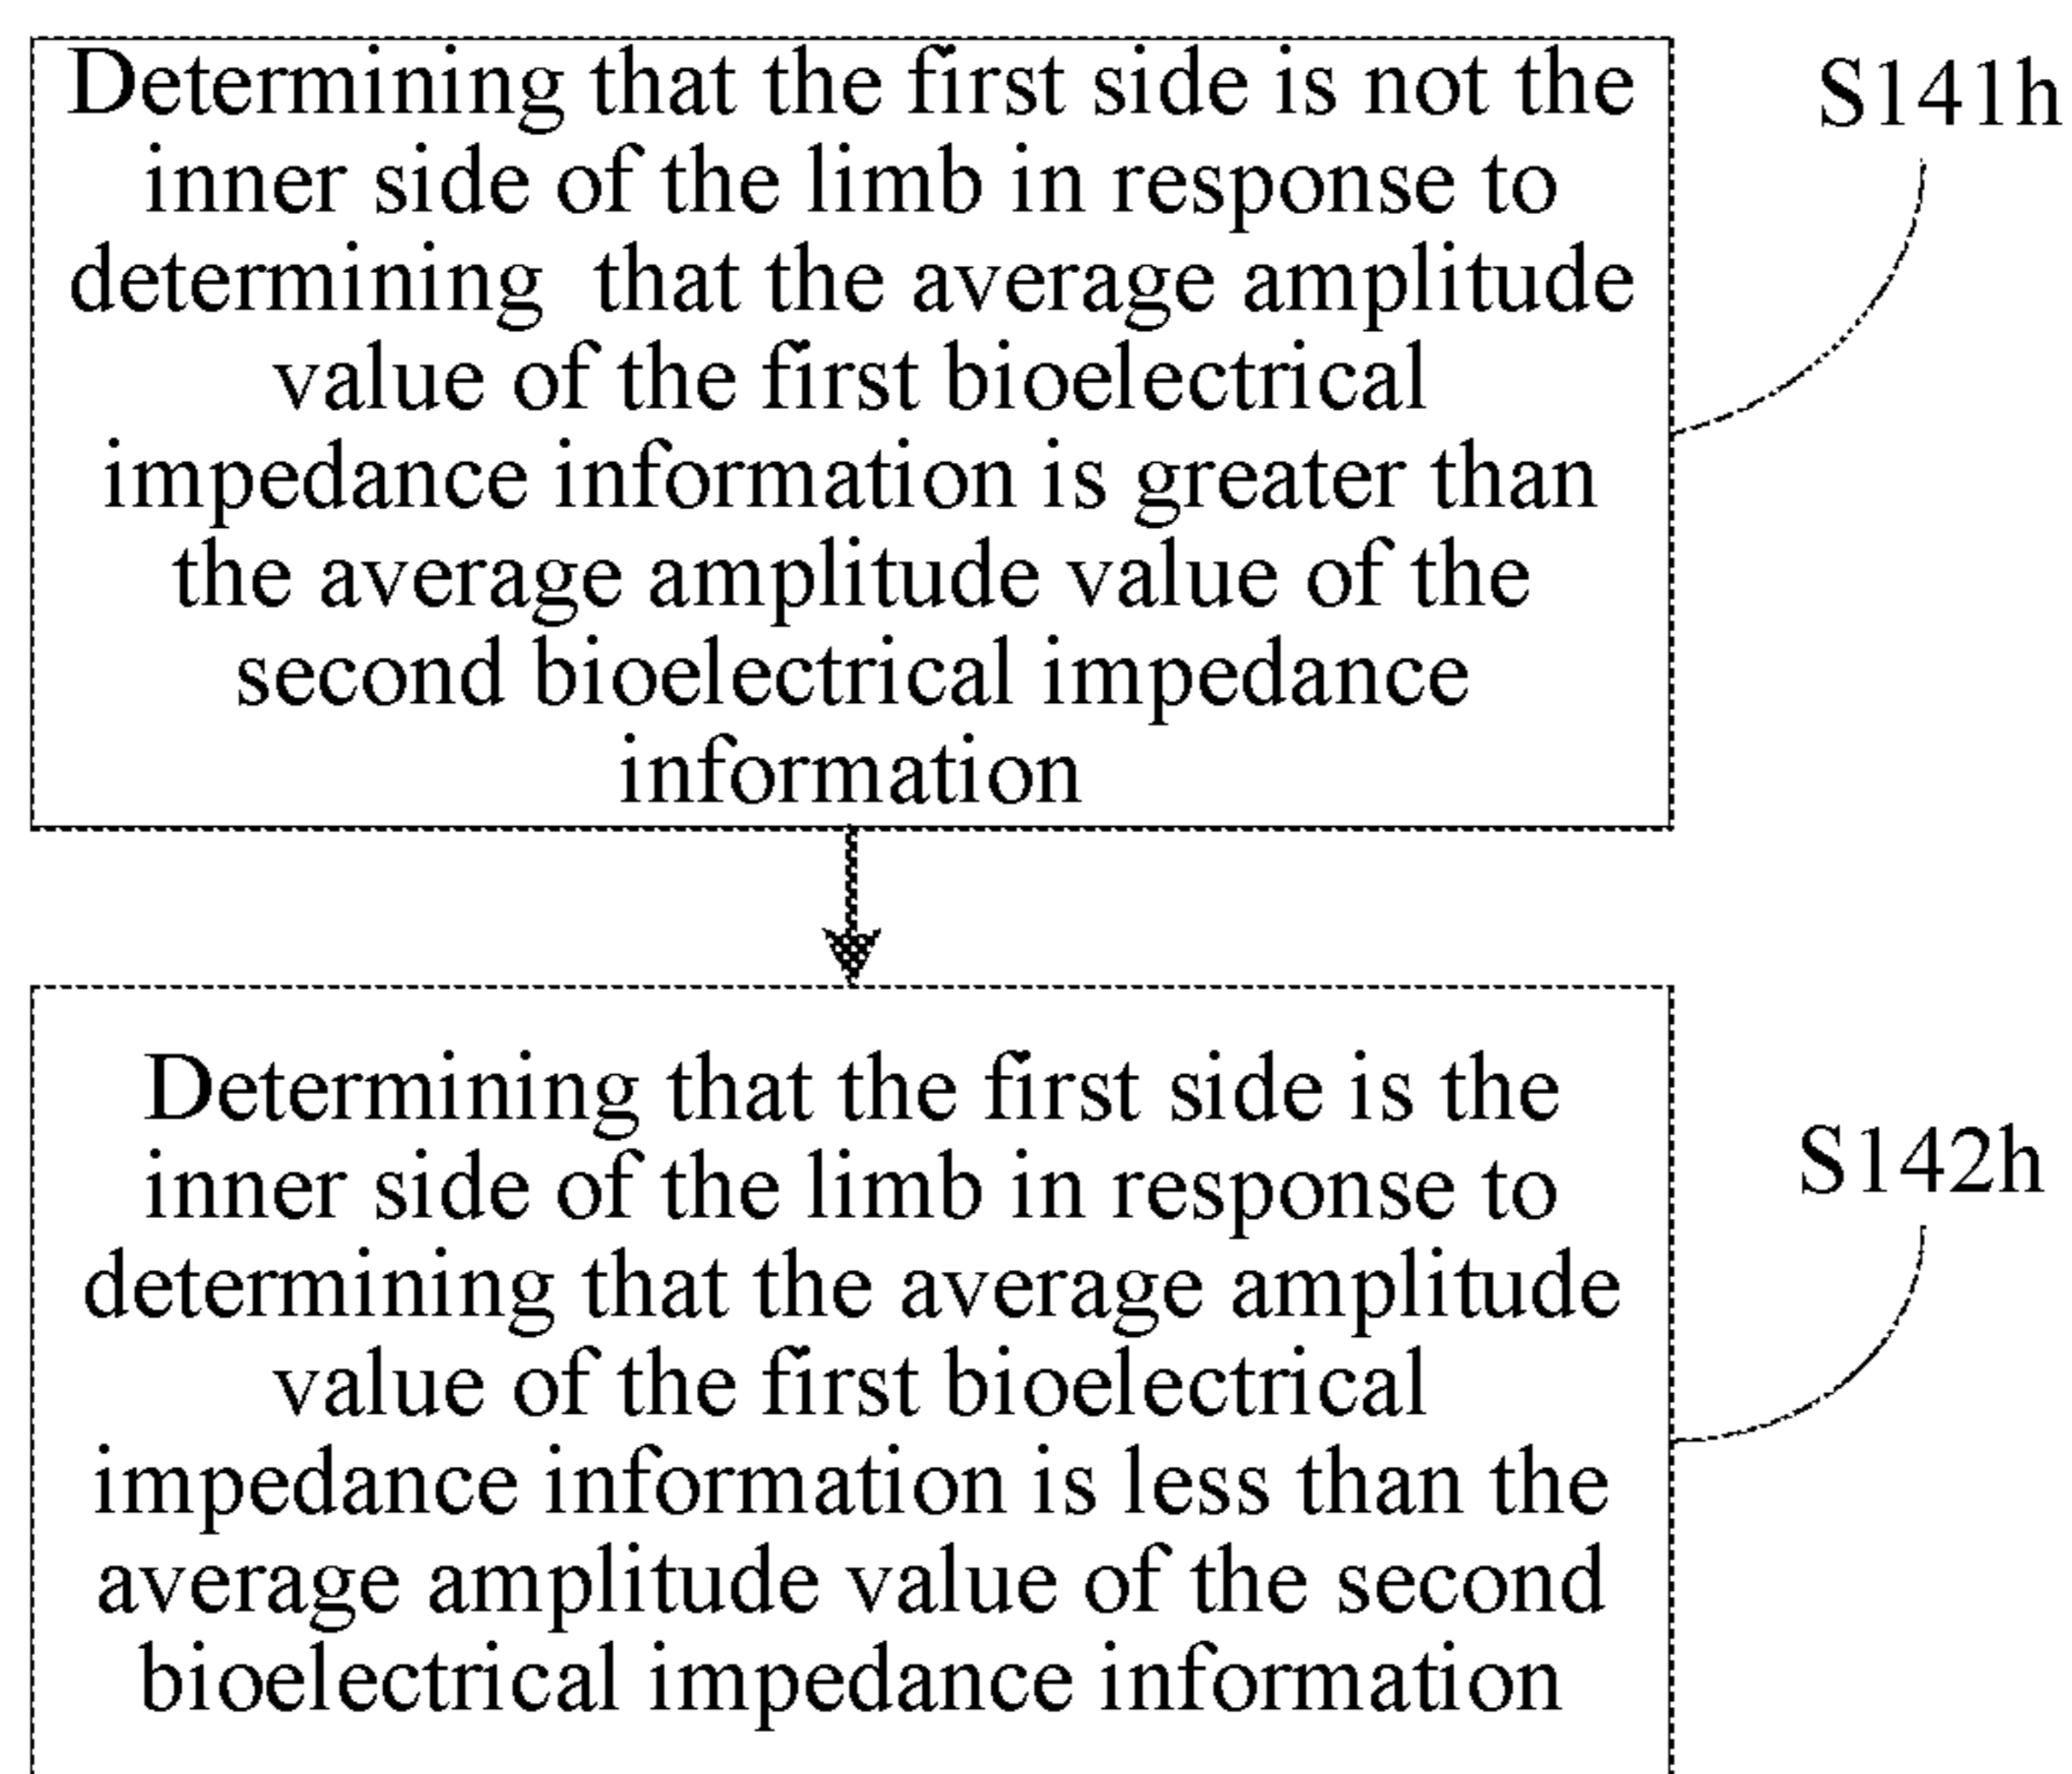 Determining that the first side is not the
inner side of the limb in response to
determining  that the average amplitude
value of the first bioelectrical
impedance information is greater than
the average amplitude value of the
second bioelectrical impedance
information
S141h
Determining that the first side is the
inner side of the limb in response to
determining that the average amplitude
value of the first bioelectrical
impedance information is less than the
average amplitude value of the second
bioelectrical impedance information
S142h